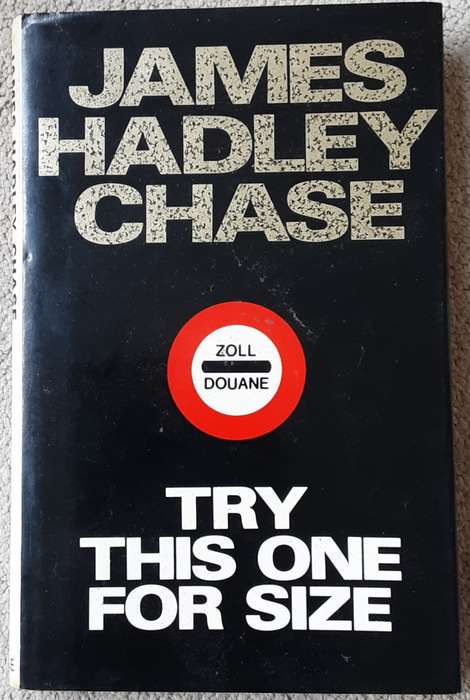 JAMES
HADLEY
CHASE
ZOLL
DOUANE
TRY
THIS ONE
FOR SIZE